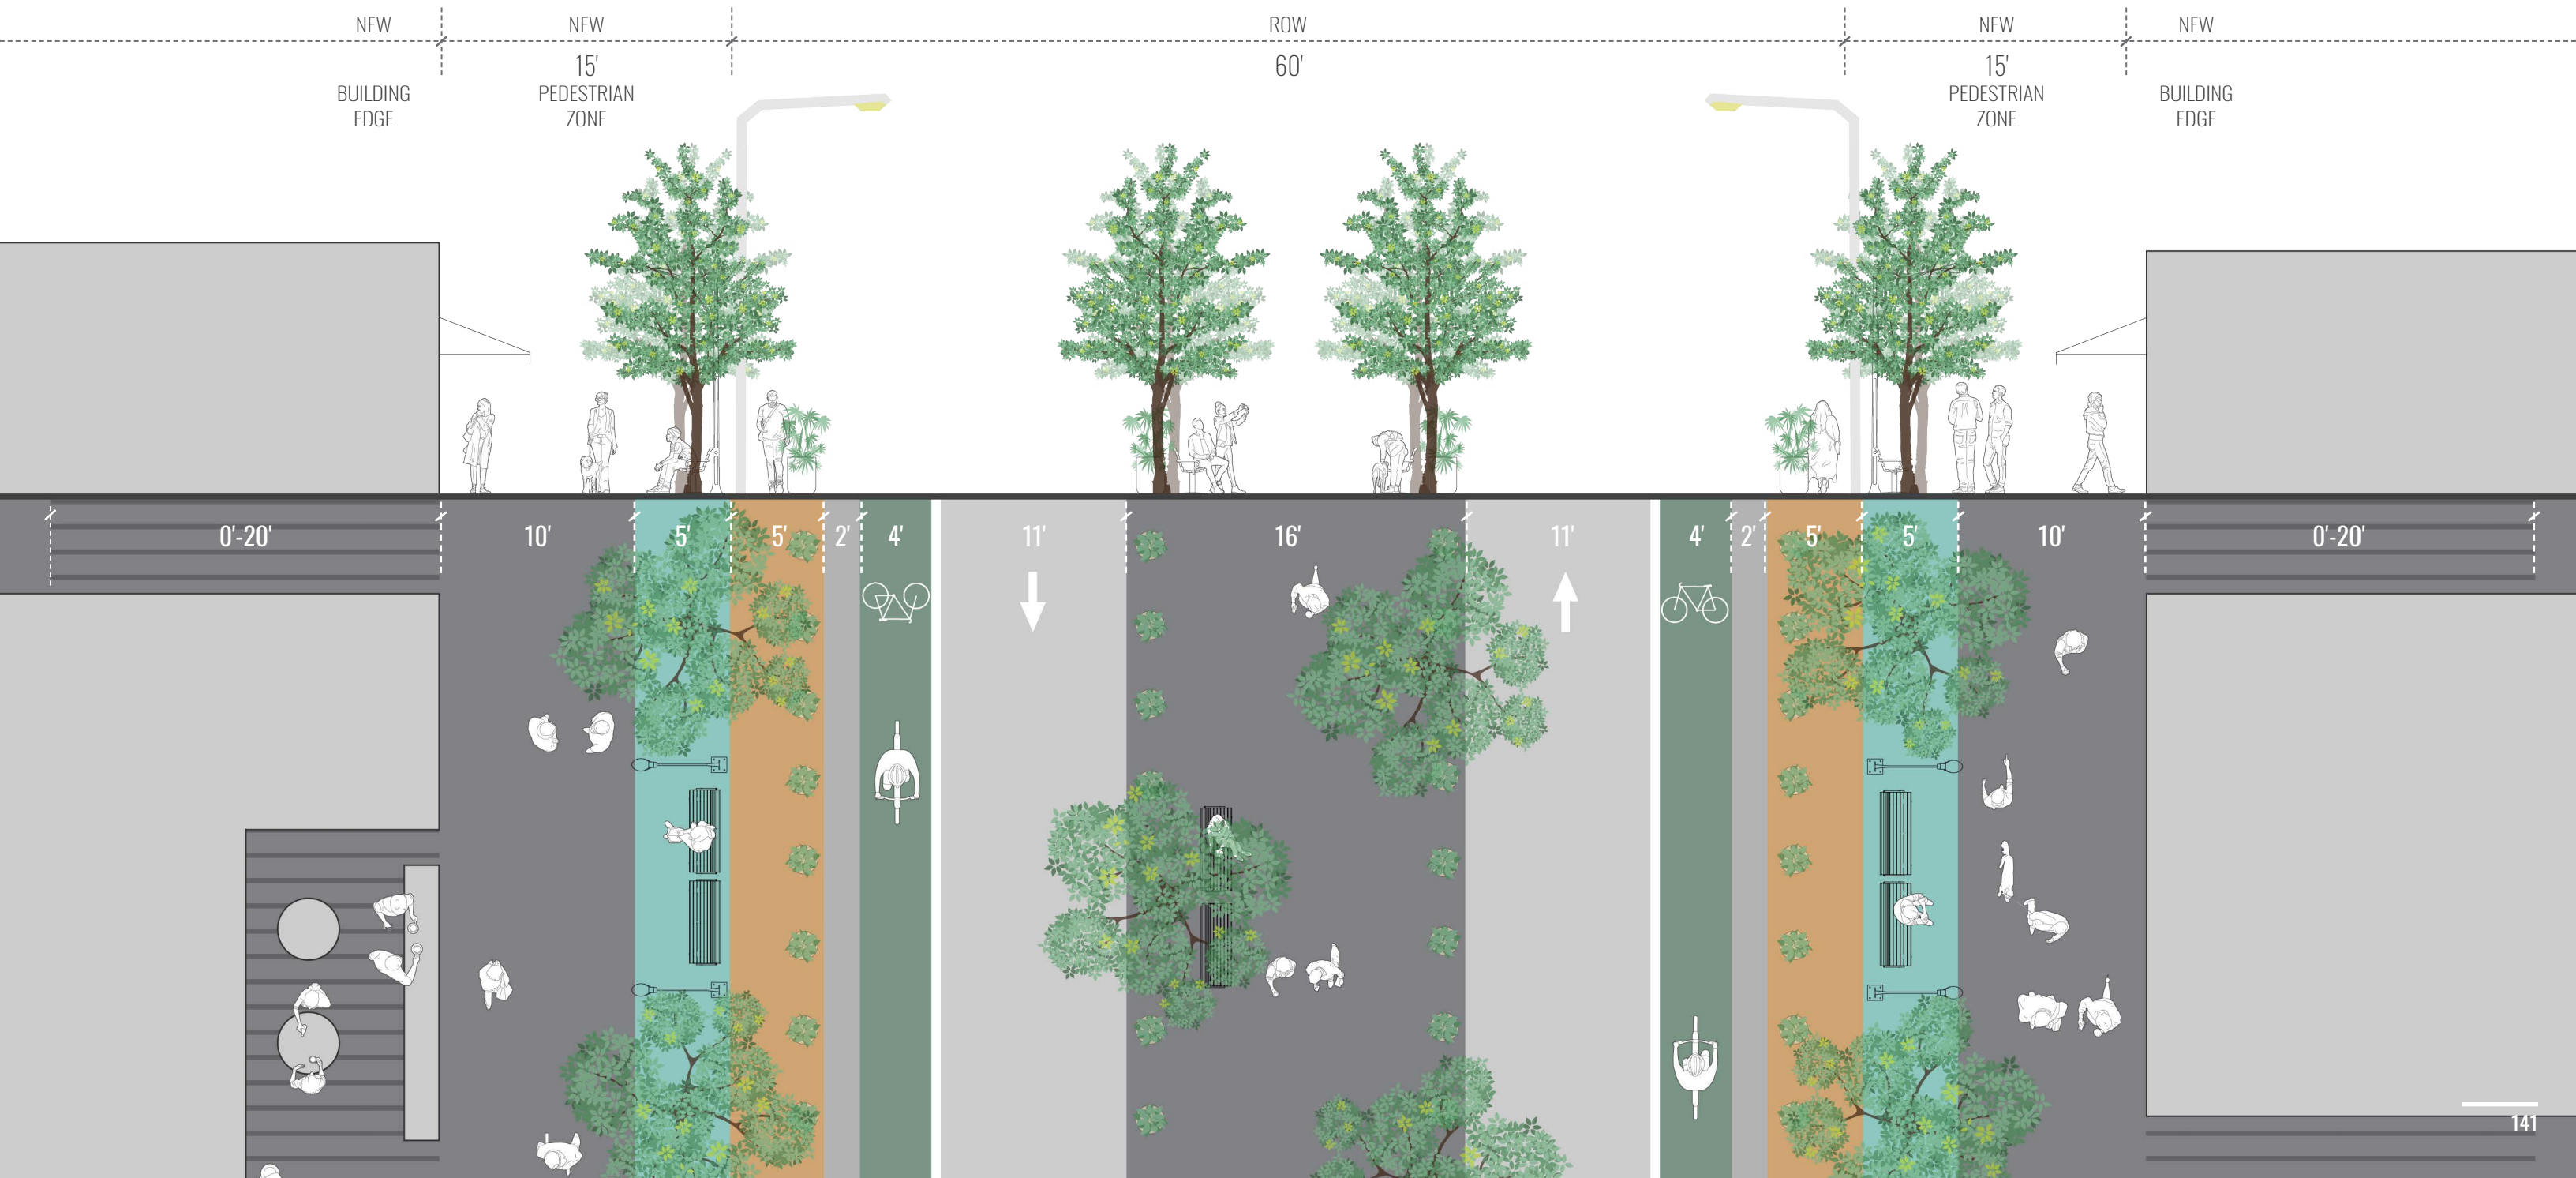 NEW NEW ROW NEW NEW
15' 60' 15'
BUILDING PEDESTRIAN PEDESTRIAN BUILDING
EDGE ZONE ZONE EDGE
0'-20' 10' 5' 5' 2' 4' 11' 16' 11' 4' 2' 5' 5' 10' 0'-20'
141